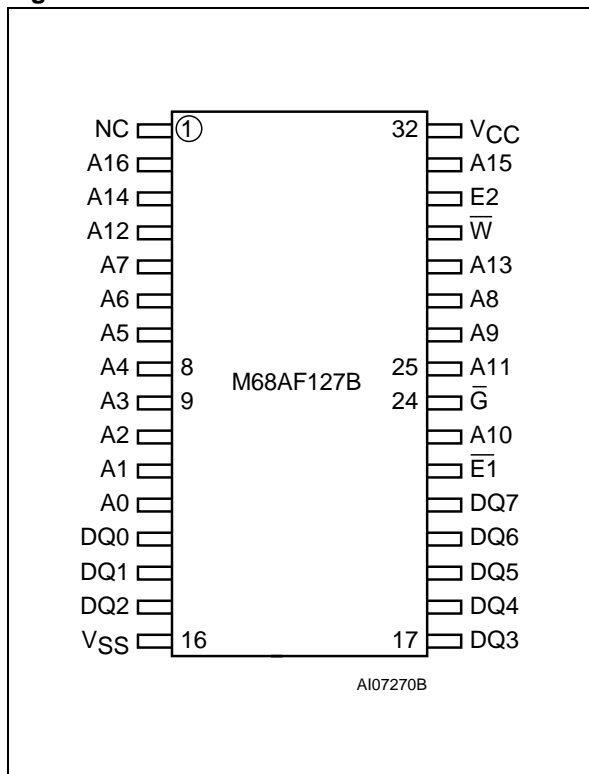 NC 1 32 VCC
A16 A15
A14 E2
A12 W̅
A7 A13
A6 A8
A5 A9
A4 8 25 A11
M68AF127B
A3 9 24 G̅
A2 A10
A1 E̅1̅
A0 DQ7
DQ0 DQ6
DQ1 DQ5
DQ2 DQ4
VSS 16 17 DQ3
AI07270B